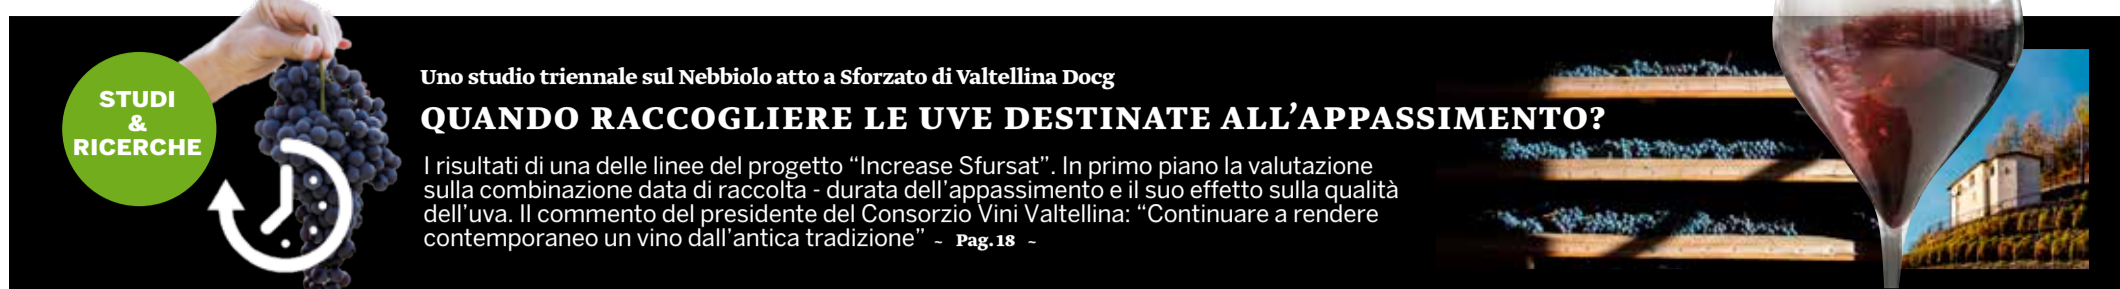 STUDI
&
RICERCHE
Uno studio triennale sul Nebbiolo atto a Sforzato di Valtellina Docg
QUANDO RACCOGLIERE LE UVE DESTINATE ALL’APPASSIMENTO?
I risultati di una delle linee del progetto “Increase Sfursat”. In primo piano la valutazione
sulla combinazione data di raccolta - durata dell’appassimento e il suo effetto sulla qualità
dell’uva. Il commento del presidente del Consorzio Vini Valtellina: “Continuare a rendere
contemporaneo un vino dall’antica tradizione” ~ Pag.18 ~